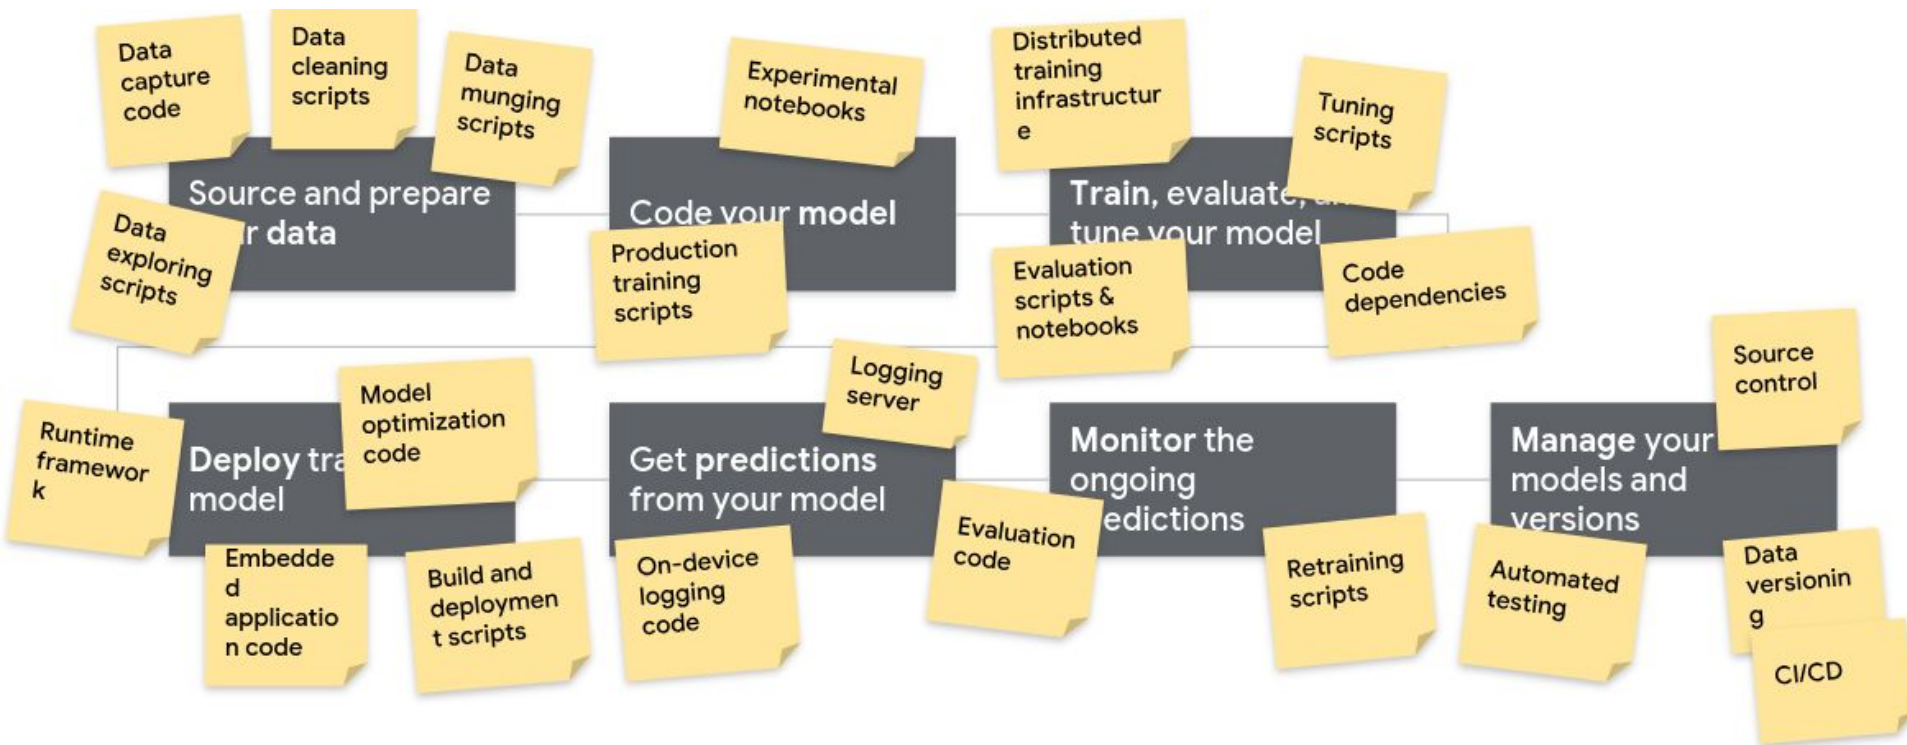 Data
capture
code
Data
cleaning
scripts
Data
munging
scripts
Data
exploring
scripts
Source and prepare
r data
Experimental
notebooks
Code your model
Production
training
scripts
Distributed
training
infrastructur
e
Tuning
scripts
Train, evaluate,
tune your model
Evaluation
scripts &
notebooks
Code
dependencies
Runtime
framewor
k
Model
optimization
code
Deploy tra
model
Embedde
d
applicatio
n code
Build and
deploymen
t scripts
Logging
server
Get predictions
from your model
On-device
logging
code
Evaluation
code
Monitor the
ongoing
edictions
Retraining
scripts
Source
control
Manage your
models and
versions
Automated
testing
Data
versionin
g
CI/CD